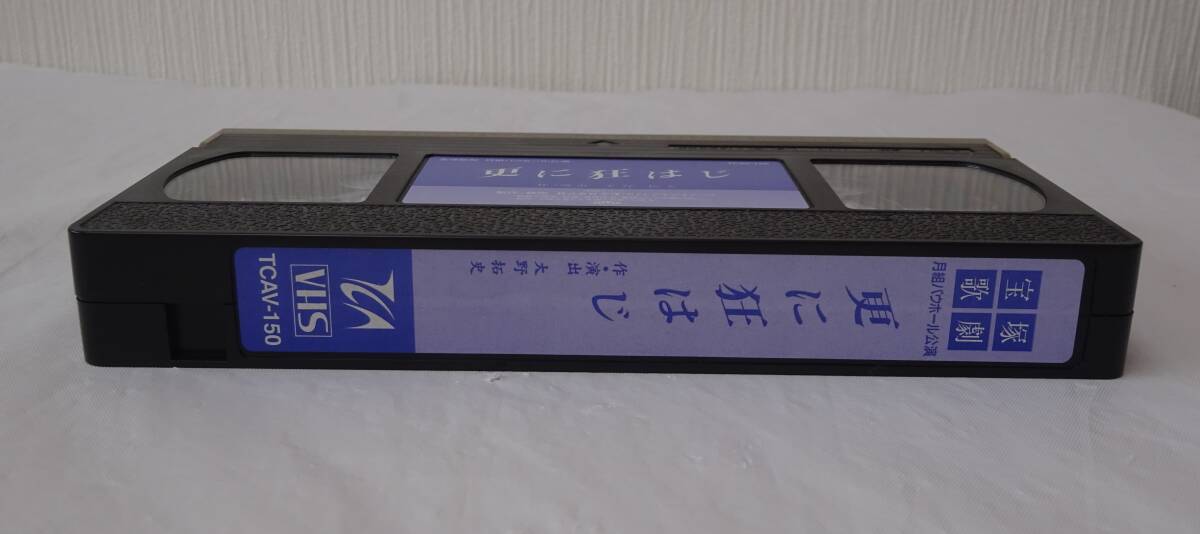 更に狂はじ
宝塚
歌劇
月組バウホール公演
更に狂はじ
作・演出 大野拓史
TCA
VHS
TCAV-150